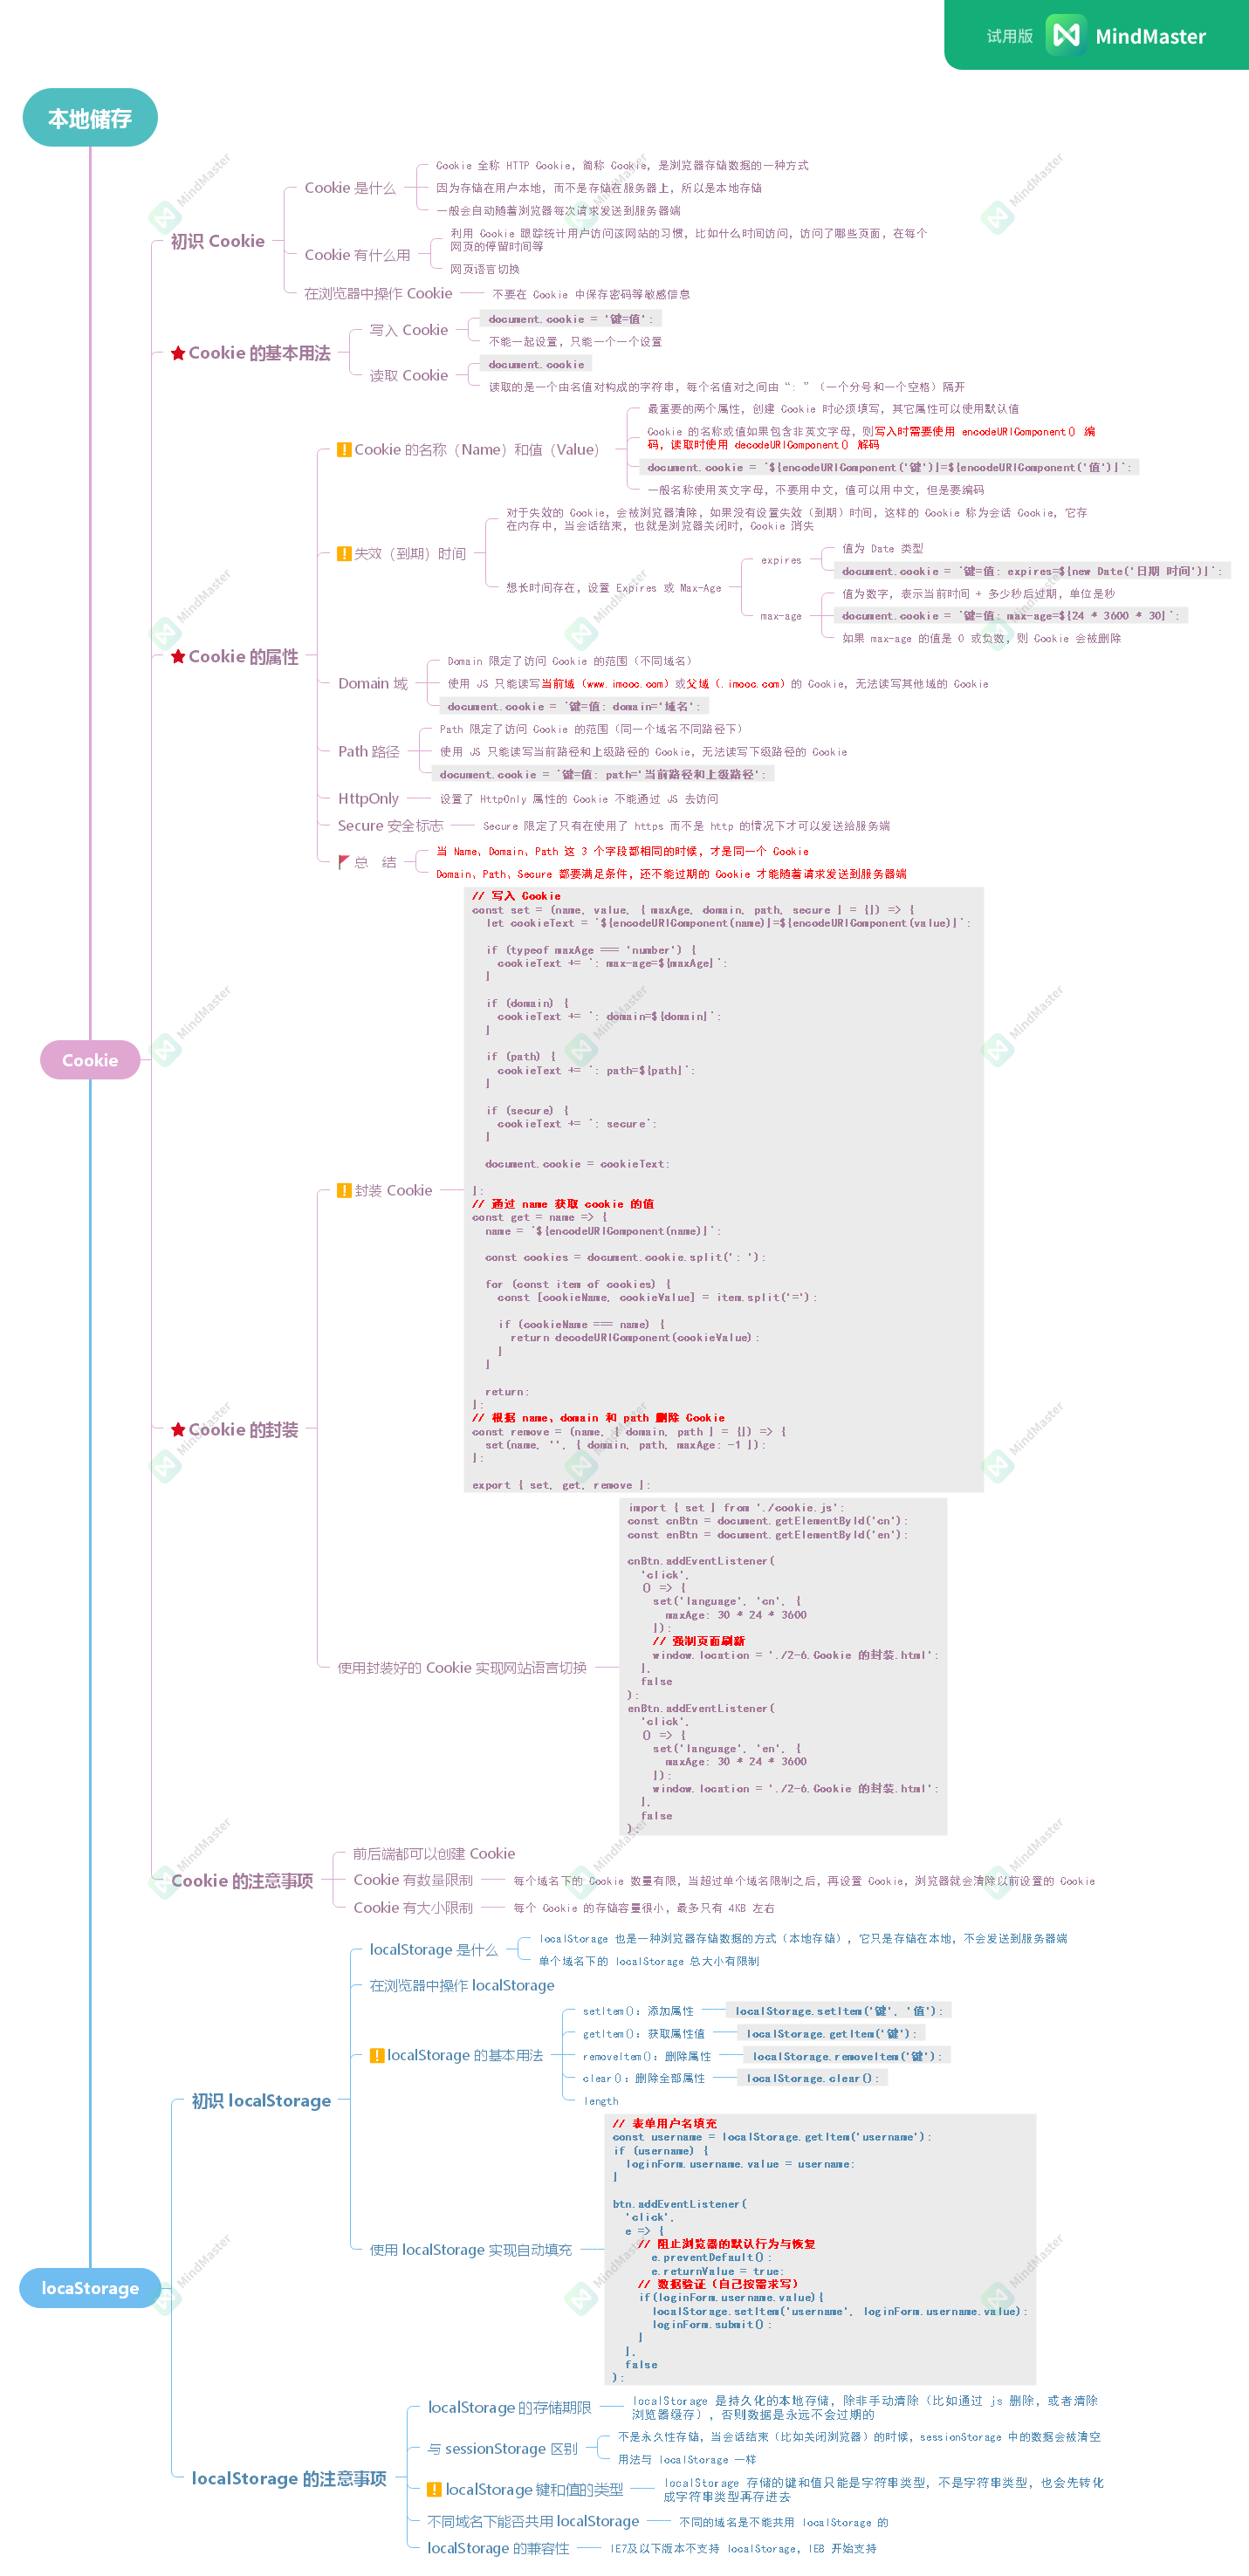 试用版 MindMaster
本地储存
Cookie
初识 Cookie
Cookie 是什么
Cookie 全称 HTTP Cookie，简称 Cookie，是浏览器存储数据的一种方式
因为存储在用户本地，而不是存储在服务器上，所以是本地存储
一般会自动随着浏览器每次请求发送到服务器端
Cookie 有什么用
利用 Cookie 跟踪统计用户访问该网站的习惯，比如什么时间访问，访问了哪些页面，在每个
网页的停留时间等
网页语言切换
在浏览器中操作 Cookie
不要在 Cookie 中保存密码等敏感信息
Cookie 的基本用法
写入 Cookie
document.cookie = '键=值';
不能一起设置，只能一个一个设置
读取 Cookie
document.cookie
读取的是一个由名值对构成的字符串，每个名值对之间由“; ”（一个分号和一个空格）隔开
Cookie 的属性
Cookie 的名称（Name）和值（Value）
最重要的两个属性，创建 Cookie 时必须填写，其它属性可以使用默认值
Cookie 的名称或值如果包含非英文字母，则写入时需要使用 encodeURIComponent() 编
码，读取时使用 decodeURIComponent() 解码
document.cookie = `${encodeURIComponent('键')}=${encodeURIComponent('值')}`;
一般名称使用英文字母，不要用中文，值可以用中文，但是要编码
失效（到期）时间
对于失效的 Cookie，会被浏览器清除，如果没有设置失效（到期）时间，这样的 Cookie 称为会话 Cookie，它存
在内存中，当会话结束，也就是浏览器关闭时，Cookie 消失
想长时间存在，设置 Expires 或 Max-Age
expires
值为 Date 类型
document.cookie = `键=值; expires=${new Date('日期 时间')}`;
max-age
值为数字，表示当前时间 + 多少秒后过期，单位是秒
document.cookie = `键=值; max-age=${24 * 3600 * 30}`;
如果 max-age 的值是 0 或负数，则 Cookie 会被删除
Domain 域
Domain 限定了访问 Cookie 的范围（不同域名）
使用 JS 只能读写当前域（www.imooc.com）或父域（.imooc.com）的 Cookie，无法读写其他域的 Cookie
document.cookie = `键=值; domain='域名';
Path 路径
Path 限定了访问 Cookie 的范围（同一个域名不同路径下）
使用 JS 只能读写当前路径和上级路径的 Cookie，无法读写下级路径的 Cookie
document.cookie = `键=值; path='当前路径和上级路径';
HttpOnly
设置了 HttpOnly 属性的 Cookie 不能通过 JS 去访问
Secure 安全标志
Secure 限定了只有在使用了 https 而不是 http 的情况下才可以发送给服务端
总 结
当 Name、Domain、Path 这 3 个字段都相同的时候，才是同一个 Cookie
Domain、Path、Secure 都要满足条件，还不能过期的 Cookie 才能随着请求发送到服务器端
Cookie 的封装
封装 Cookie
// 写入 Cookie
const set = (name, value, { maxAge, domain, path, secure } = {}) => {
let cookieText = `${encodeURIComponent(name)}=${encodeURIComponent(value)}`;
if (typeof maxAge === 'number') {
cookieText += `; max-age=${maxAge}`;
}
if (domain) {
cookieText += `; domain=${domain}`;
}
if (path) {
cookieText += `; path=${path}`;
}
if (secure) {
cookieText += `; secure`;
}
document.cookie = cookieText;
};
// 通过 name 获取 cookie 的值
const get = name => {
name = `${encodeURIComponent(name)}`;
const cookies = document.cookie.split('; ');
for (const item of cookies) {
const [cookieName, cookieValue] = item.split('=');
if (cookieName === name) {
return decodeURIComponent(cookieValue);
}
}
return;
};
// 根据 name、domain 和 path 删除 Cookie
const remove = (name, { domain, path } = {}) => {
set(name, '', { domain, path, maxAge: -1 });
};
export { set, get, remove };
使用封装好的 Cookie 实现网站语言切换
import { set } from './cookie.js';
const cnBtn = document.getElementById('cn');
const enBtn = document.getElementById('en');
cnBtn.addEventListener(
'click',
() => {
set('language', 'cn', {
maxAge: 30 * 24 * 3600
});
// 强制页面刷新
window.location = './2-6.Cookie 的封装.html';
},
false
);
enBtn.addEventListener(
'click',
() => {
set('language', 'en', {
maxAge: 30 * 24 * 3600
});
window.location = './2-6.Cookie 的封装.html';
},
false
);
Cookie 的注意事项
前后端都可以创建 Cookie
Cookie 有数量限制
每个域名下的 Cookie 数量有限，当超过单个域名限制之后，再设置 Cookie，浏览器就会清除以前设置的 Cookie
Cookie 有大小限制
每个 Cookie 的存储容量很小，最多只有 4KB 左右
locaStorage
初识 localStorage
localStorage 是什么
localStorage 也是一种浏览器存储数据的方式（本地存储），它只是存储在本地，不会发送到服务器端
单个域名下的 localStorage 总大小有限制
在浏览器中操作 localStorage
localStorage 的基本用法
setItem()：添加属性
localStorage.setItem('键', '值');
getItem()：获取属性值
localStorage.getItem('键');
removeItem()：删除属性
localStorage.removeItem('键');
clear()：删除全部属性
localStorage.clear();
length
使用 localStorage 实现自动填充
// 表单用户名填充
const username = localStorage.getItem('username');
if (username) {
loginForm.username.value = username;
}
btn.addEventListener(
'click',
e => {
// 阻止浏览器的默认行为与恢复
e.preventDefault();
e.returnValue = true;
// 数据验证（自己按需求写）
if(loginForm.username.value){
localStorage.setItem('username', loginForm.username.value);
loginForm.submit();
}
},
false
);
localStorage 的注意事项
localStorage 的存储期限
localStorage 是持久化的本地存储，除非手动清除（比如通过 js 删除，或者清除
浏览器缓存），否则数据是永远不会过期的
与 sessionStorage 区别
不是永久性存储，当会话结束（比如关闭浏览器）的时候，sessionStorage 中的数据会被清空
用法与 localStorage 一样
localStorage 键和值的类型
localStorage 存储的键和值只能是字符串类型，不是字符串类型，也会先转化
成字符串类型再存进去
不同域名下能否共用 localStorage
不同的域名是不能共用 localStorage 的
localStorage 的兼容性
IE7及以下版本不支持 localStorage，IE8 开始支持